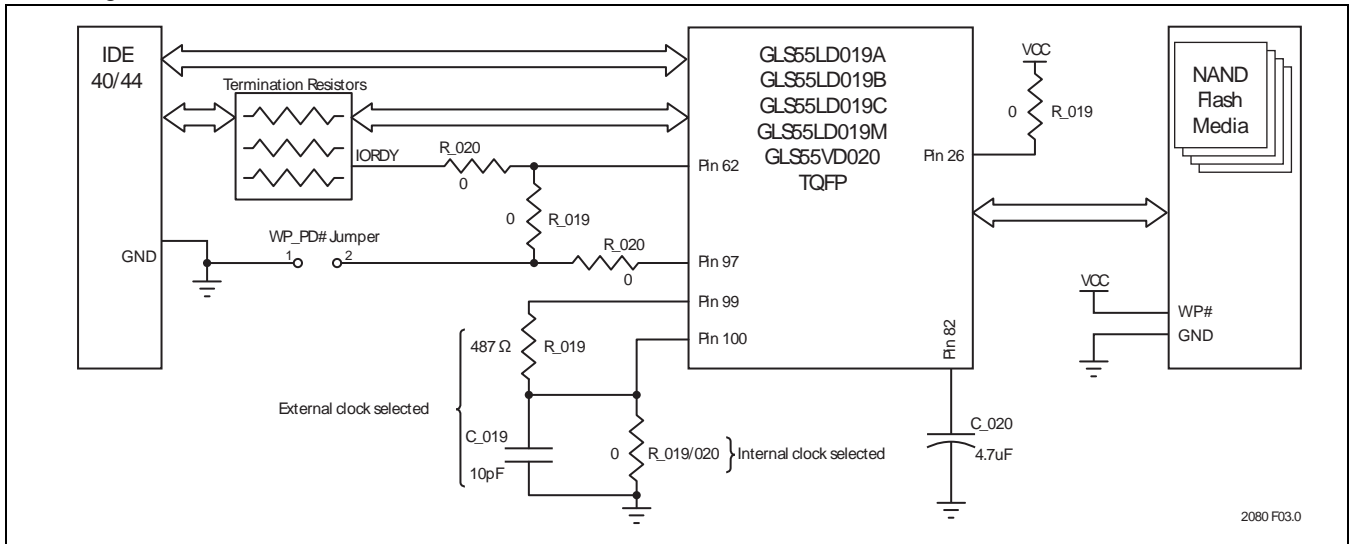 IDE
40/44
Termination Resistors
IORDY
R_020
0
0
R_019
WP_PD# Jumper
1
2
R_020
0
GND
GLS55LD019A
GLS55LD019B
GLS55LD019C
GLS55LD019M
GLS55VD020
TQFP
Pin 62
Pin 97
Pin 99
Pin 100
Pin 26
Pin 82
VCC
0
R_019
NAND
Flash
Media
VCC
WP#
GND
487 Ω
R_019
External clock selected
C_019
10pF
0
R_019/020
Internal clock selected
C_020
4.7uF
2080 F03.0